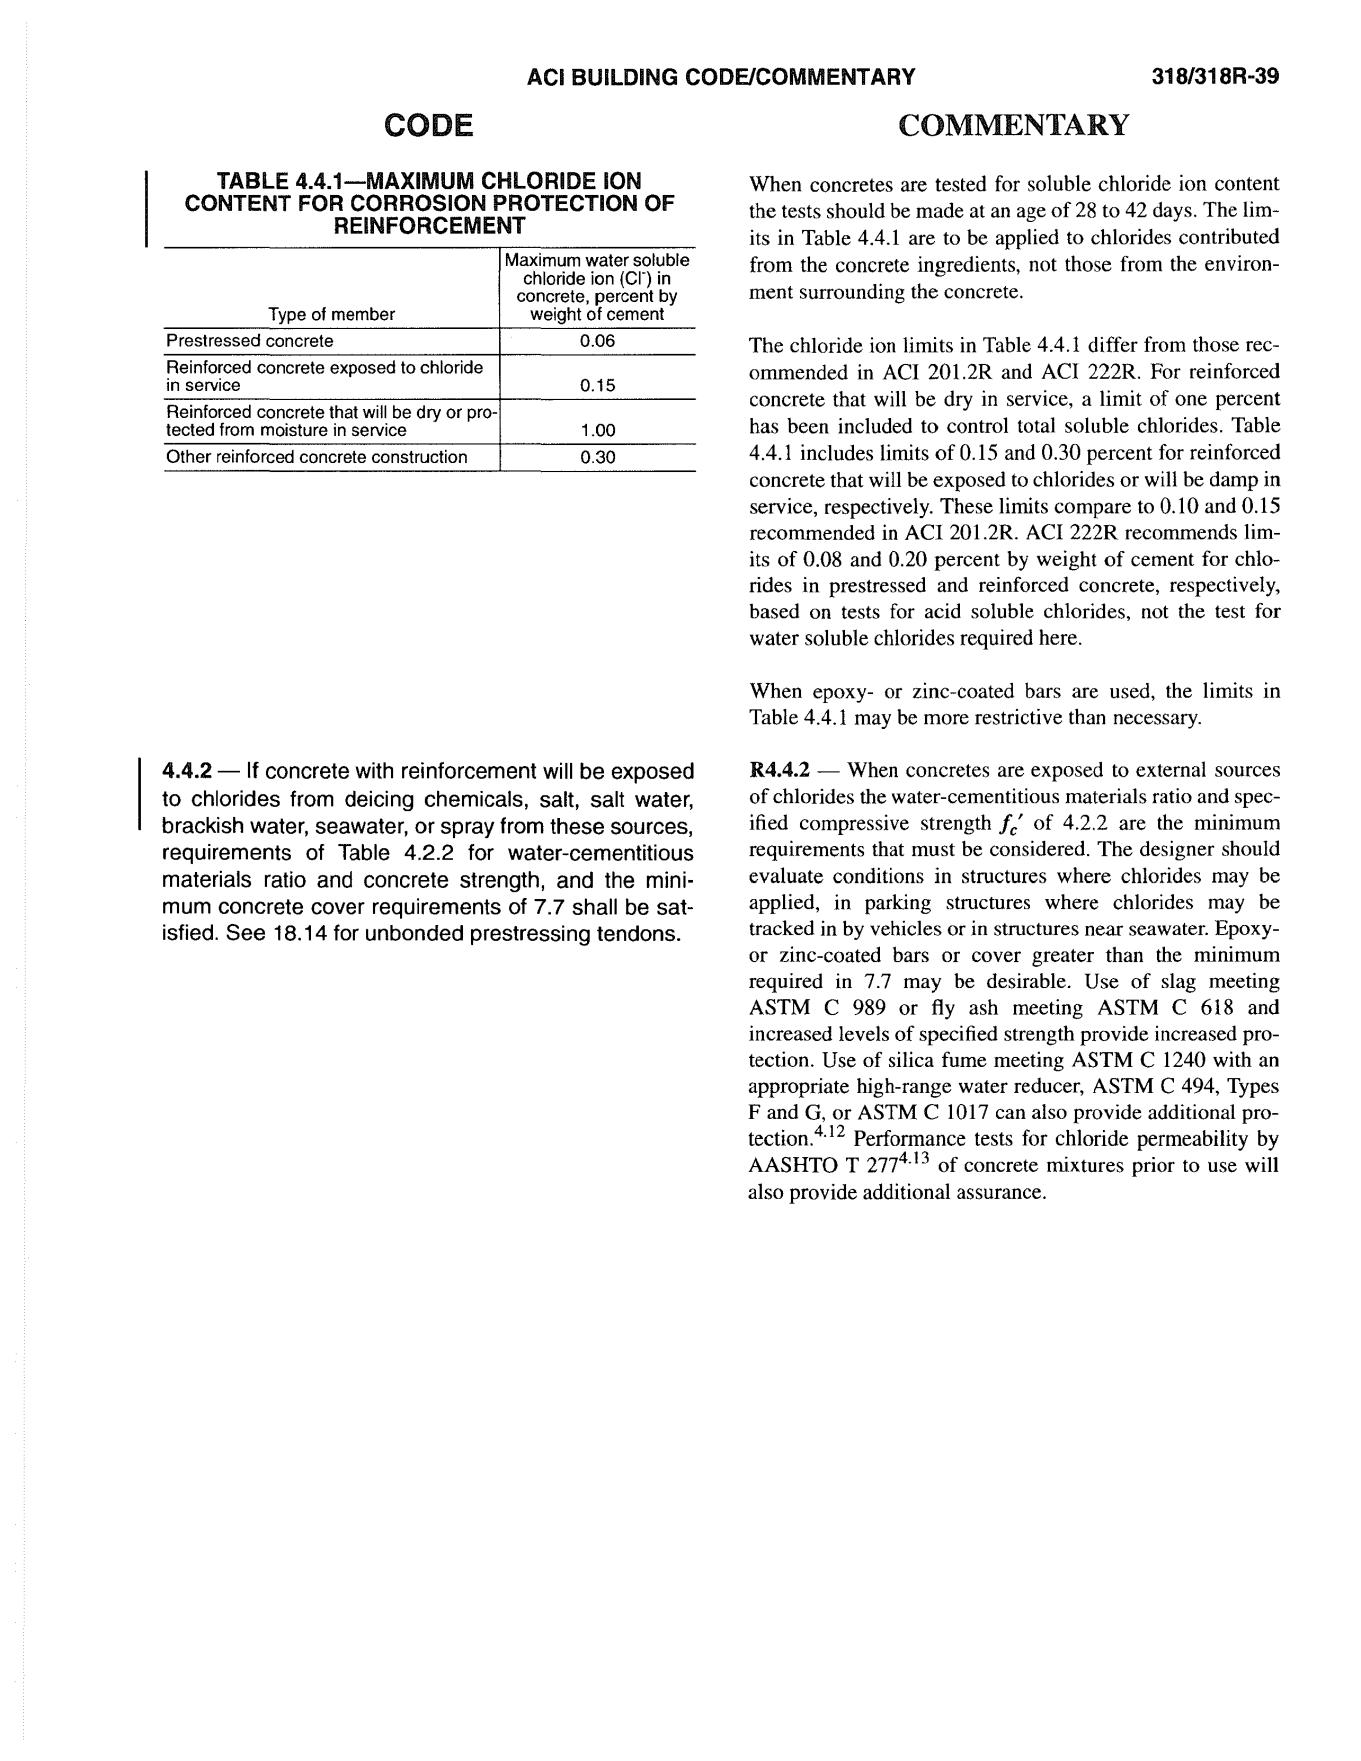 ACI BUILDING CODE/COMMENTARY 318/318R-39
CODE
TABLE 4.4.1—MAXIMUM CHLORIDE ION
CONTENT FOR CORROSION PROTECTION OF
REINFORCEMENT
Type of member
Maximum water soluble
chloride ion (Cl⁻) in
concrete, percent by
weight of cement
Prestressed concrete 0.06
Reinforced concrete exposed to chloride
in service 0.15
Reinforced concrete that will be dry or pro-
tected from moisture in service 1.00
Other reinforced concrete construction 0.30
4.4.2 — If concrete with reinforcement will be exposed
to chlorides from deicing chemicals, salt, salt water,
brackish water, seawater, or spray from these sources,
requirements of Table 4.2.2 for water-cementitious
materials ratio and concrete strength, and the mini-
mum concrete cover requirements of 7.7 shall be sat-
isfied. See 18.14 for unbonded prestressing tendons.
COMMENTARY
When concretes are tested for soluble chloride ion content
the tests should be made at an age of 28 to 42 days. The lim-
its in Table 4.4.1 are to be applied to chlorides contributed
from the concrete ingredients, not those from the environ-
ment surrounding the concrete.
The chloride ion limits in Table 4.4.1 differ from those rec-
ommended in ACI 201.2R and ACI 222R. For reinforced
concrete that will be dry in service, a limit of one percent
has been included to control total soluble chlorides. Table
4.4.1 includes limits of 0.15 and 0.30 percent for reinforced
concrete that will be exposed to chlorides or will be damp in
service, respectively. These limits compare to 0.10 and 0.15
recommended in ACI 201.2R. ACI 222R recommends lim-
its of 0.08 and 0.20 percent by weight of cement for chlo-
rides in prestressed and reinforced concrete, respectively,
based on tests for acid soluble chlorides, not the test for
water soluble chlorides required here.
When epoxy- or zinc-coated bars are used, the limits in
Table 4.4.1 may be more restrictive than necessary.
R4.4.2 — When concretes are exposed to external sources
of chlorides the water-cementitious materials ratio and spec-
ified compressive strength fc′ of 4.2.2 are the minimum
requirements that must be considered. The designer should
evaluate conditions in structures where chlorides may be
applied, in parking structures where chlorides may be
tracked in by vehicles or in structures near seawater. Epoxy-
or zinc-coated bars or cover greater than the minimum
required in 7.7 may be desirable. Use of slag meeting
ASTM C 989 or fly ash meeting ASTM C 618 and
increased levels of specified strength provide increased pro-
tection. Use of silica fume meeting ASTM C 1240 with an
appropriate high-range water reducer, ASTM C 494, Types
F and G, or ASTM C 1017 can also provide additional pro-
tection.4.12 Performance tests for chloride permeability by
AASHTO T 2774.13 of concrete mixtures prior to use will
also provide additional assurance.